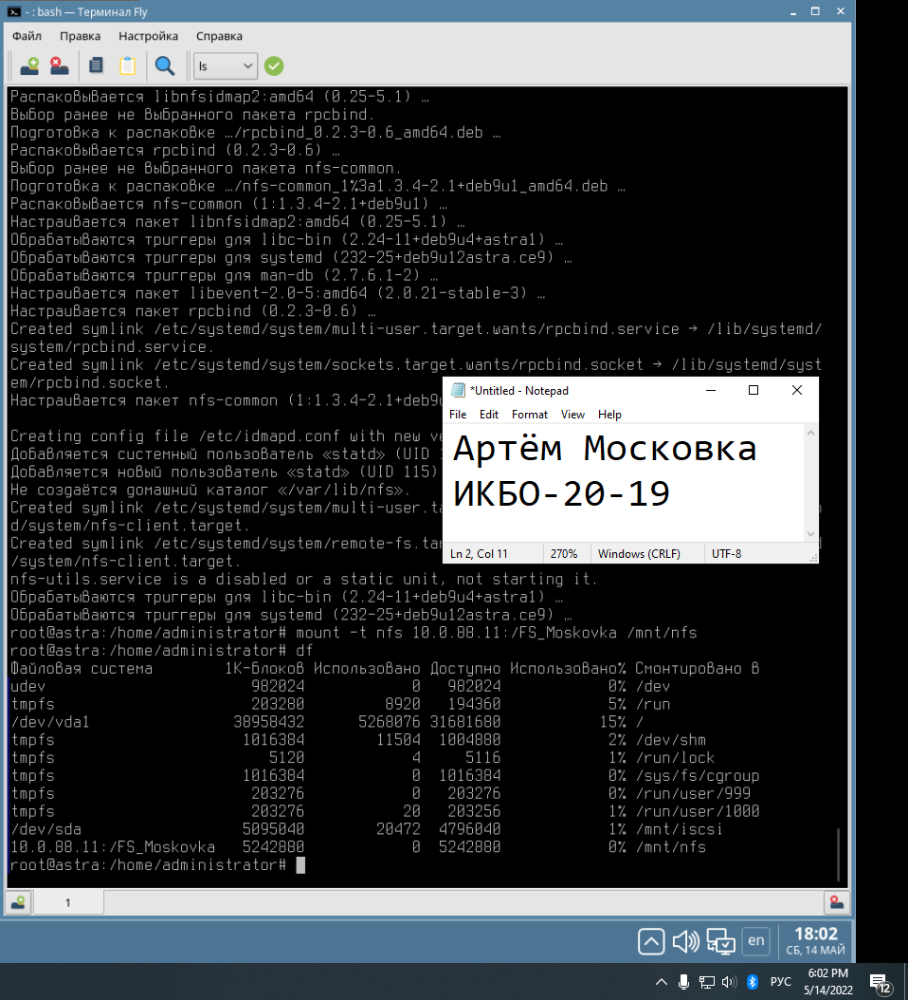 - : bash — Терминал Fly
Файл Правка Настройка Справка
ls
Распаковывается libnfsidmap2:amd64 (0.25-5.1) …
Выбор ранее не выбранного пакета rpcbind.
Подготовка к распаковке …/rpcbind_0.2.3-0.6_amd64.deb …
Распаковывается rpcbind (0.2.3-0.6) …
Выбор ранее не выбранного пакета nfs-common.
Подготовка к распаковке …/nfs-common_1%3a1.3.4-2.1+deb9u1_amd64.deb …
Распаковывается nfs-common (1:1.3.4-2.1+deb9u1) …
Настраивается пакет libnfsidmap2:amd64 (0.25-5.1) …
Обрабатываются триггеры для libc-bin (2.24-11+deb9u4+astra1) …
Обрабатываются триггеры для systemd (232-25+deb9u12astra.ce9) …
Обрабатываются триггеры для man-db (2.7.6.1-2) …
Настраивается пакет libevent-2.0-5:amd64 (2.0.21-stable-3) …
Настраивается пакет rpcbind (0.2.3-0.6) …
Created symlink /etc/systemd/system/multi-user.target.wants/rpcbind.service → /lib/systemd/
system/rpcbind.service.
Created symlink /etc/systemd/system/sockets.target.wants/rpcbind.socket → /lib/systemd/syst
em/rpcbind.socket.
Настраивается пакет nfs-common (1:1.3.4-2.1+deb9u
Creating config file /etc/idmapd.conf with new ve
Добавляется системный пользователь «statd» (UID 1
Добавляется новый пользователь «statd» (UID 115)
Не создаётся домашний каталог «/var/lib/nfs».
Created symlink /etc/systemd/system/multi-user.ta n
d/system/nfs-client.target.
Created symlink /etc/systemd/system/remote-fs.tar d
/system/nfs-client.target.
nfs-utils.service is a disabled or a static unit, not starting it.
Обрабатываются триггеры для libc-bin (2.24-11+deb9u4+astra1) …
Обрабатываются триггеры для systemd (232-25+deb9u12astra.ce9) …
root@astra:/home/administrator# mount -t nfs 10.0.88.11:/FS_Moskovka /mnt/nfs
root@astra:/home/administrator# df
Файловая система 1K-блоков Использовано Доступно Использовано% Cмонтировано в
udev 982024 0 982024 0% /dev
tmpfs 203280 8920 194360 5% /run
/dev/vda1 38958432 5268076 31681680 15% /
tmpfs 1016384 11504 1004880 2% /dev/shm
tmpfs 5120 4 5116 1% /run/lock
tmpfs 1016384 0 1016384 0% /sys/fs/cgroup
tmpfs 203276 0 203276 0% /run/user/999
tmpfs 203276 20 203256 1% /run/user/1000
/dev/sda 5095040 20472 4796040 1% /mnt/iscsi
10.0.88.11:/FS_Moskovka 5242880 0 5242880 0% /mnt/nfs
root@astra:/home/administrator#
*Untitled - Notepad
File Edit Format View Help
Артём Московка
ИКБО-20-19
Ln 2, Col 11 270% Windows (CRLF) UTF-8
1
en
18:02
СБ, 14 МАЙ
РУС
6:02 PM
5/14/2022
12